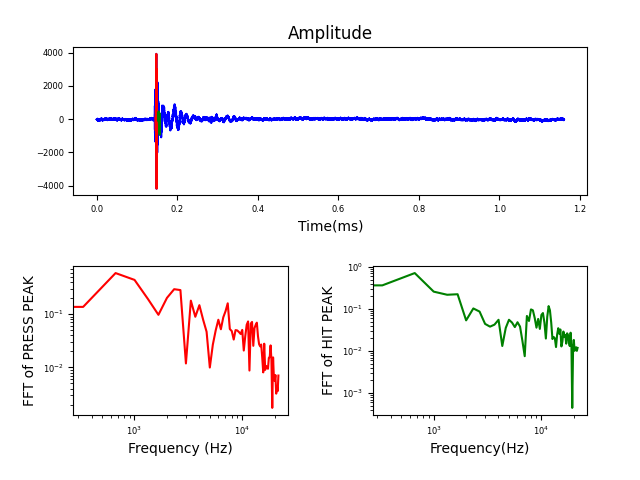 Amplitude
4000
2000
0
−2000
−4000
0.0 0.2 0.4 0.6 0.8 1.0 1.2
Time(ms)
FFT of PRESS PEAK
10⁻¹
10⁻²
10³ 10⁴
Frequency (Hz)
FFT of HIT PEAK
10⁰
10⁻¹
10⁻²
10⁻³
10³ 10⁴
Frequency(Hz)